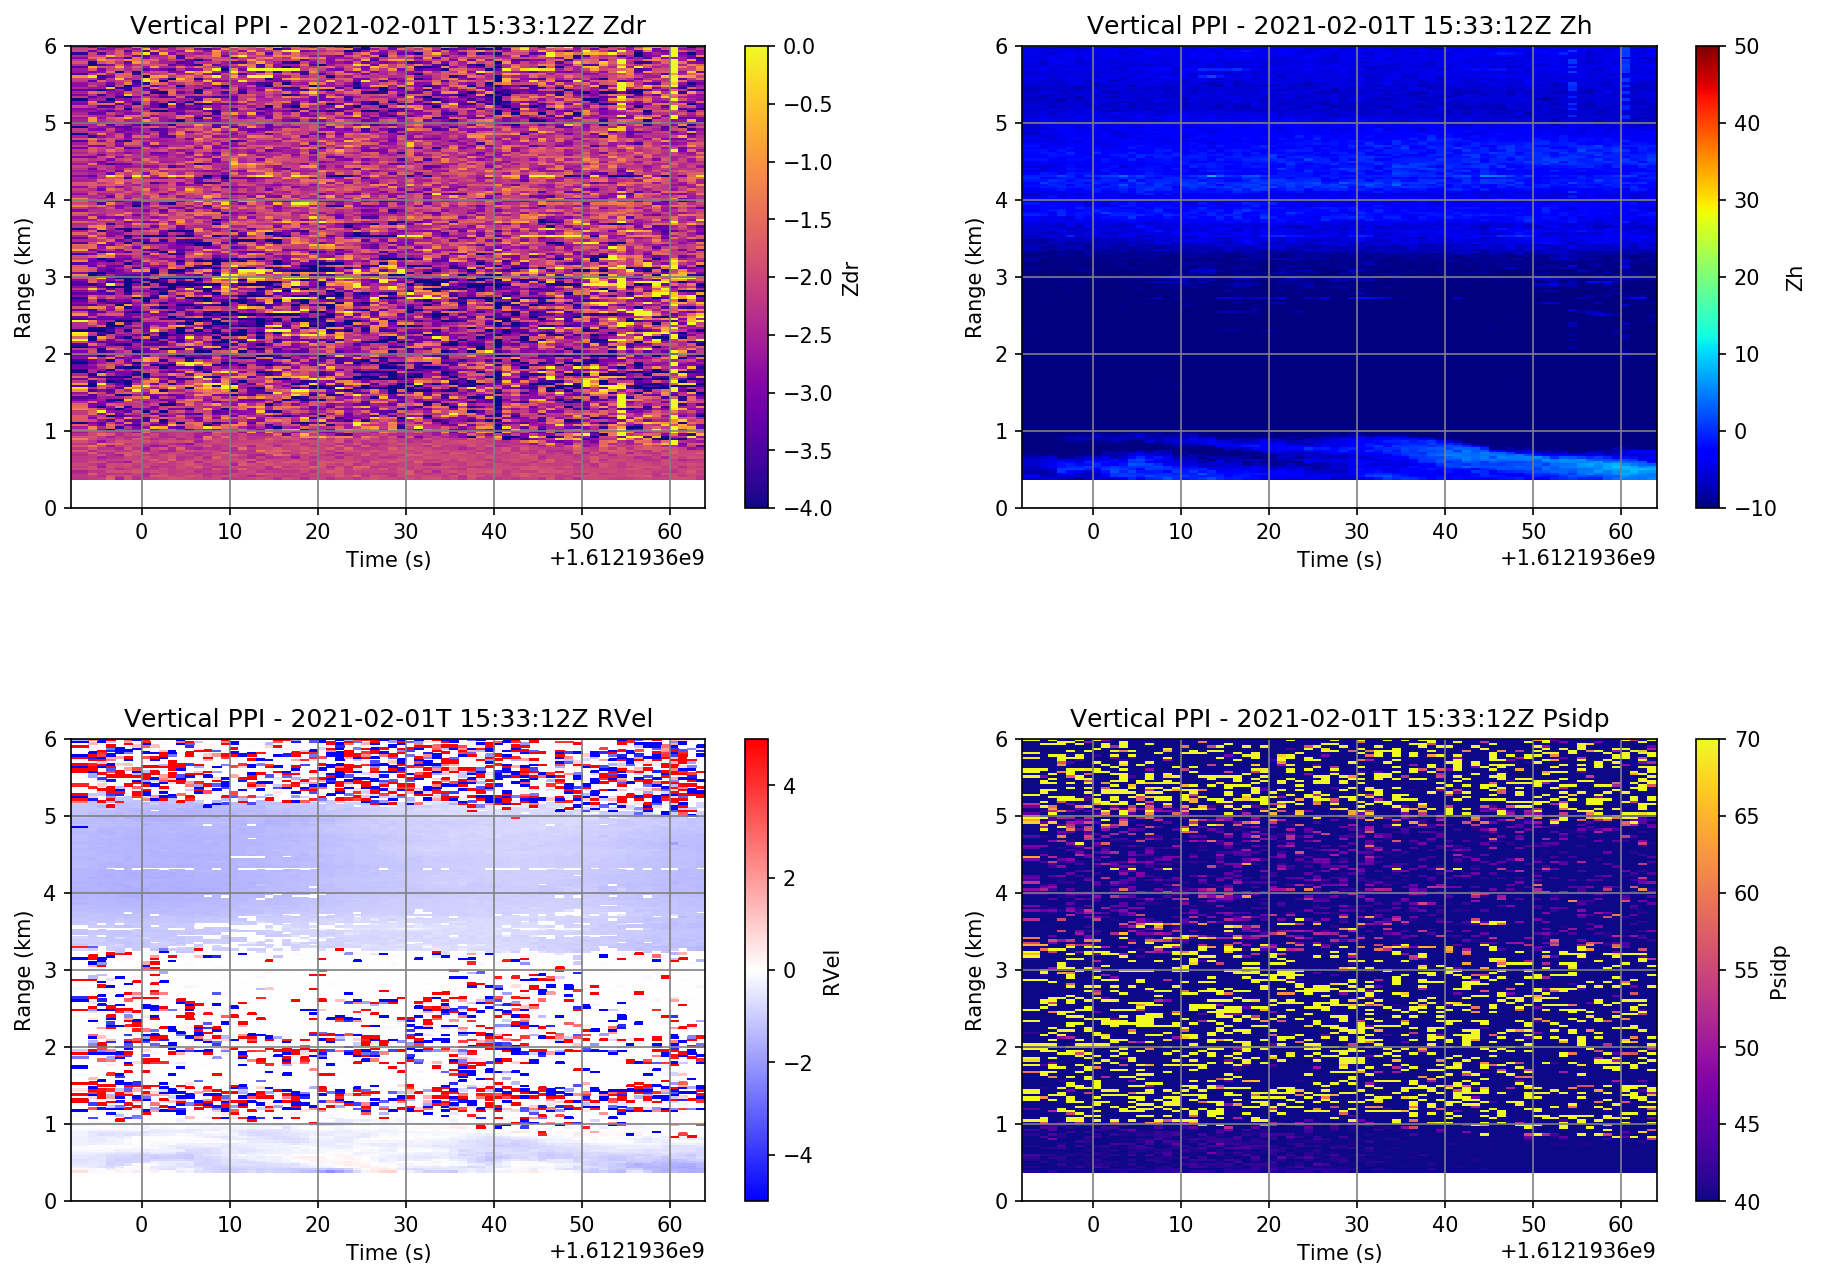 Vertical PPI - 2021-02-01T 15:33:12Z Zdr
6
5
4
3
2
1
0
Range (km)
0 10 20 30 40 50 60
Time (s)
+1.6121936e9
0.0
−0.5
−1.0
−1.5
−2.0
−2.5
−3.0
−3.5
−4.0
Zdr
Vertical PPI - 2021-02-01T 15:33:12Z Zh
6
5
4
3
2
1
0
Range (km)
0 10 20 30 40 50 60
Time (s)
+1.6121936e9
50
40
30
20
10
0
−10
Zh
Vertical PPI - 2021-02-01T 15:33:12Z RVel
6
5
4
3
2
1
0
Range (km)
0 10 20 30 40 50 60
Time (s)
+1.6121936e9
4
2
0
−2
−4
RVel
Vertical PPI - 2021-02-01T 15:33:12Z Psidp
6
5
4
3
2
1
0
Range (km)
0 10 20 30 40 50 60
Time (s)
+1.6121936e9
70
65
60
55
50
45
40
Psidp